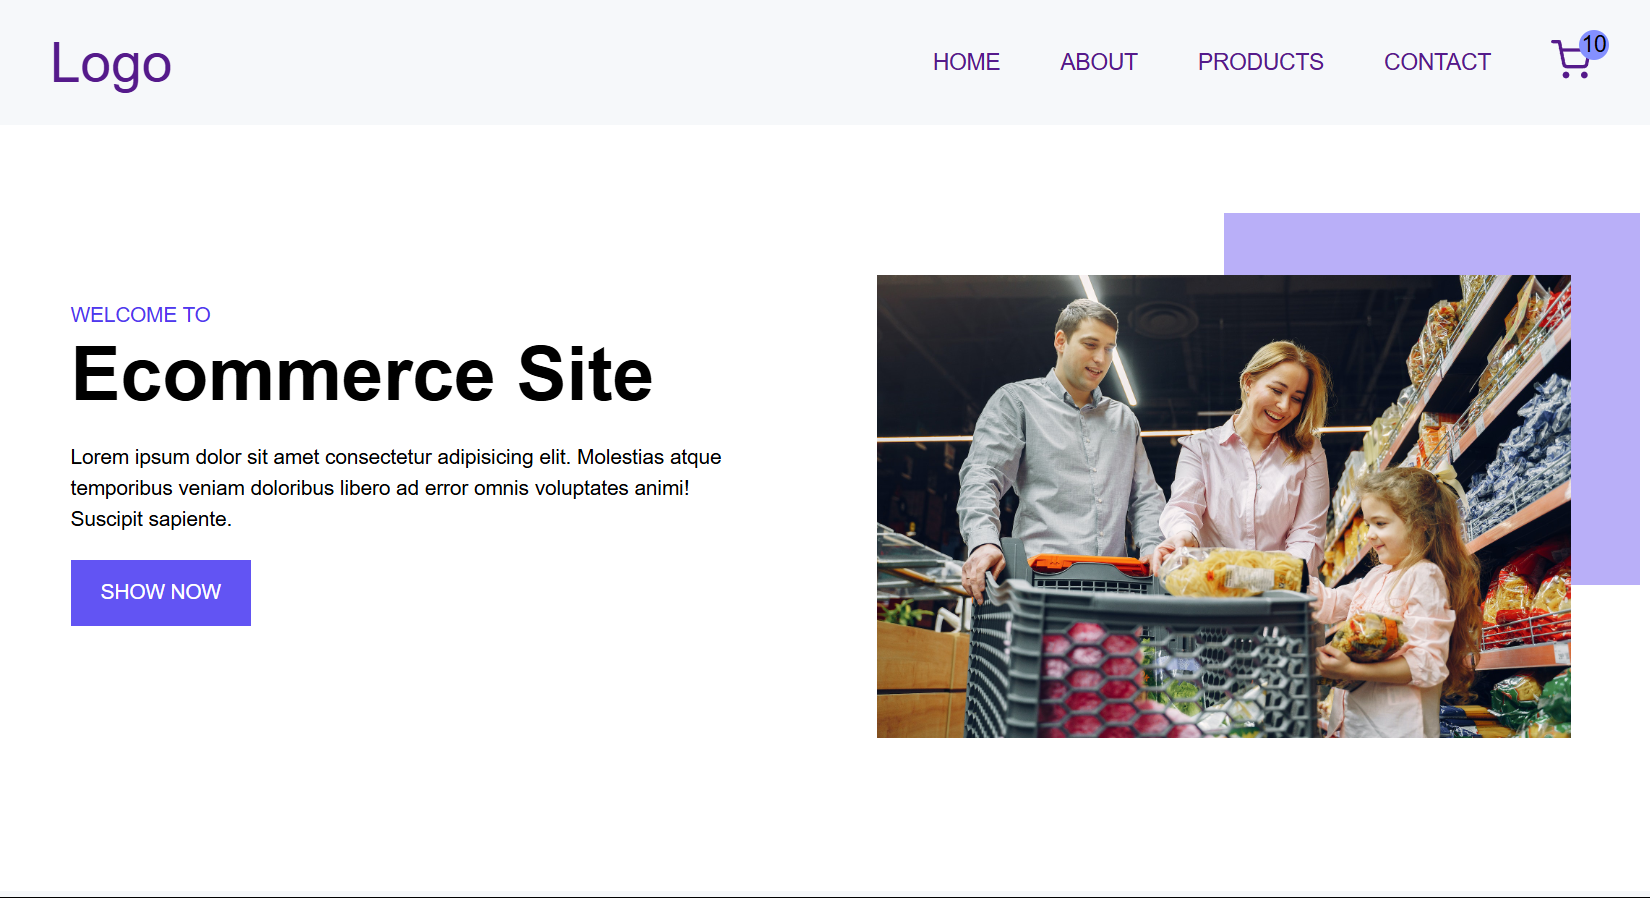 Logo
HOME ABOUT PRODUCTS CONTACT 10
WELCOME TO
Ecommerce Site
Lorem ipsum dolor sit amet consectetur adipisicing elit. Molestias atque
temporibus veniam doloribus libero ad error omnis voluptates animi!
Suscipit sapiente.
SHOW NOW